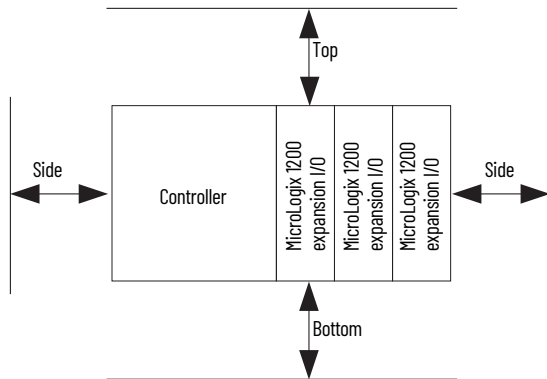 Top
Side
Controller
MicroLogix 1200
expansion I/O
MicroLogix 1200
expansion I/O
MicroLogix 1200
expansion I/O
Side
Bottom